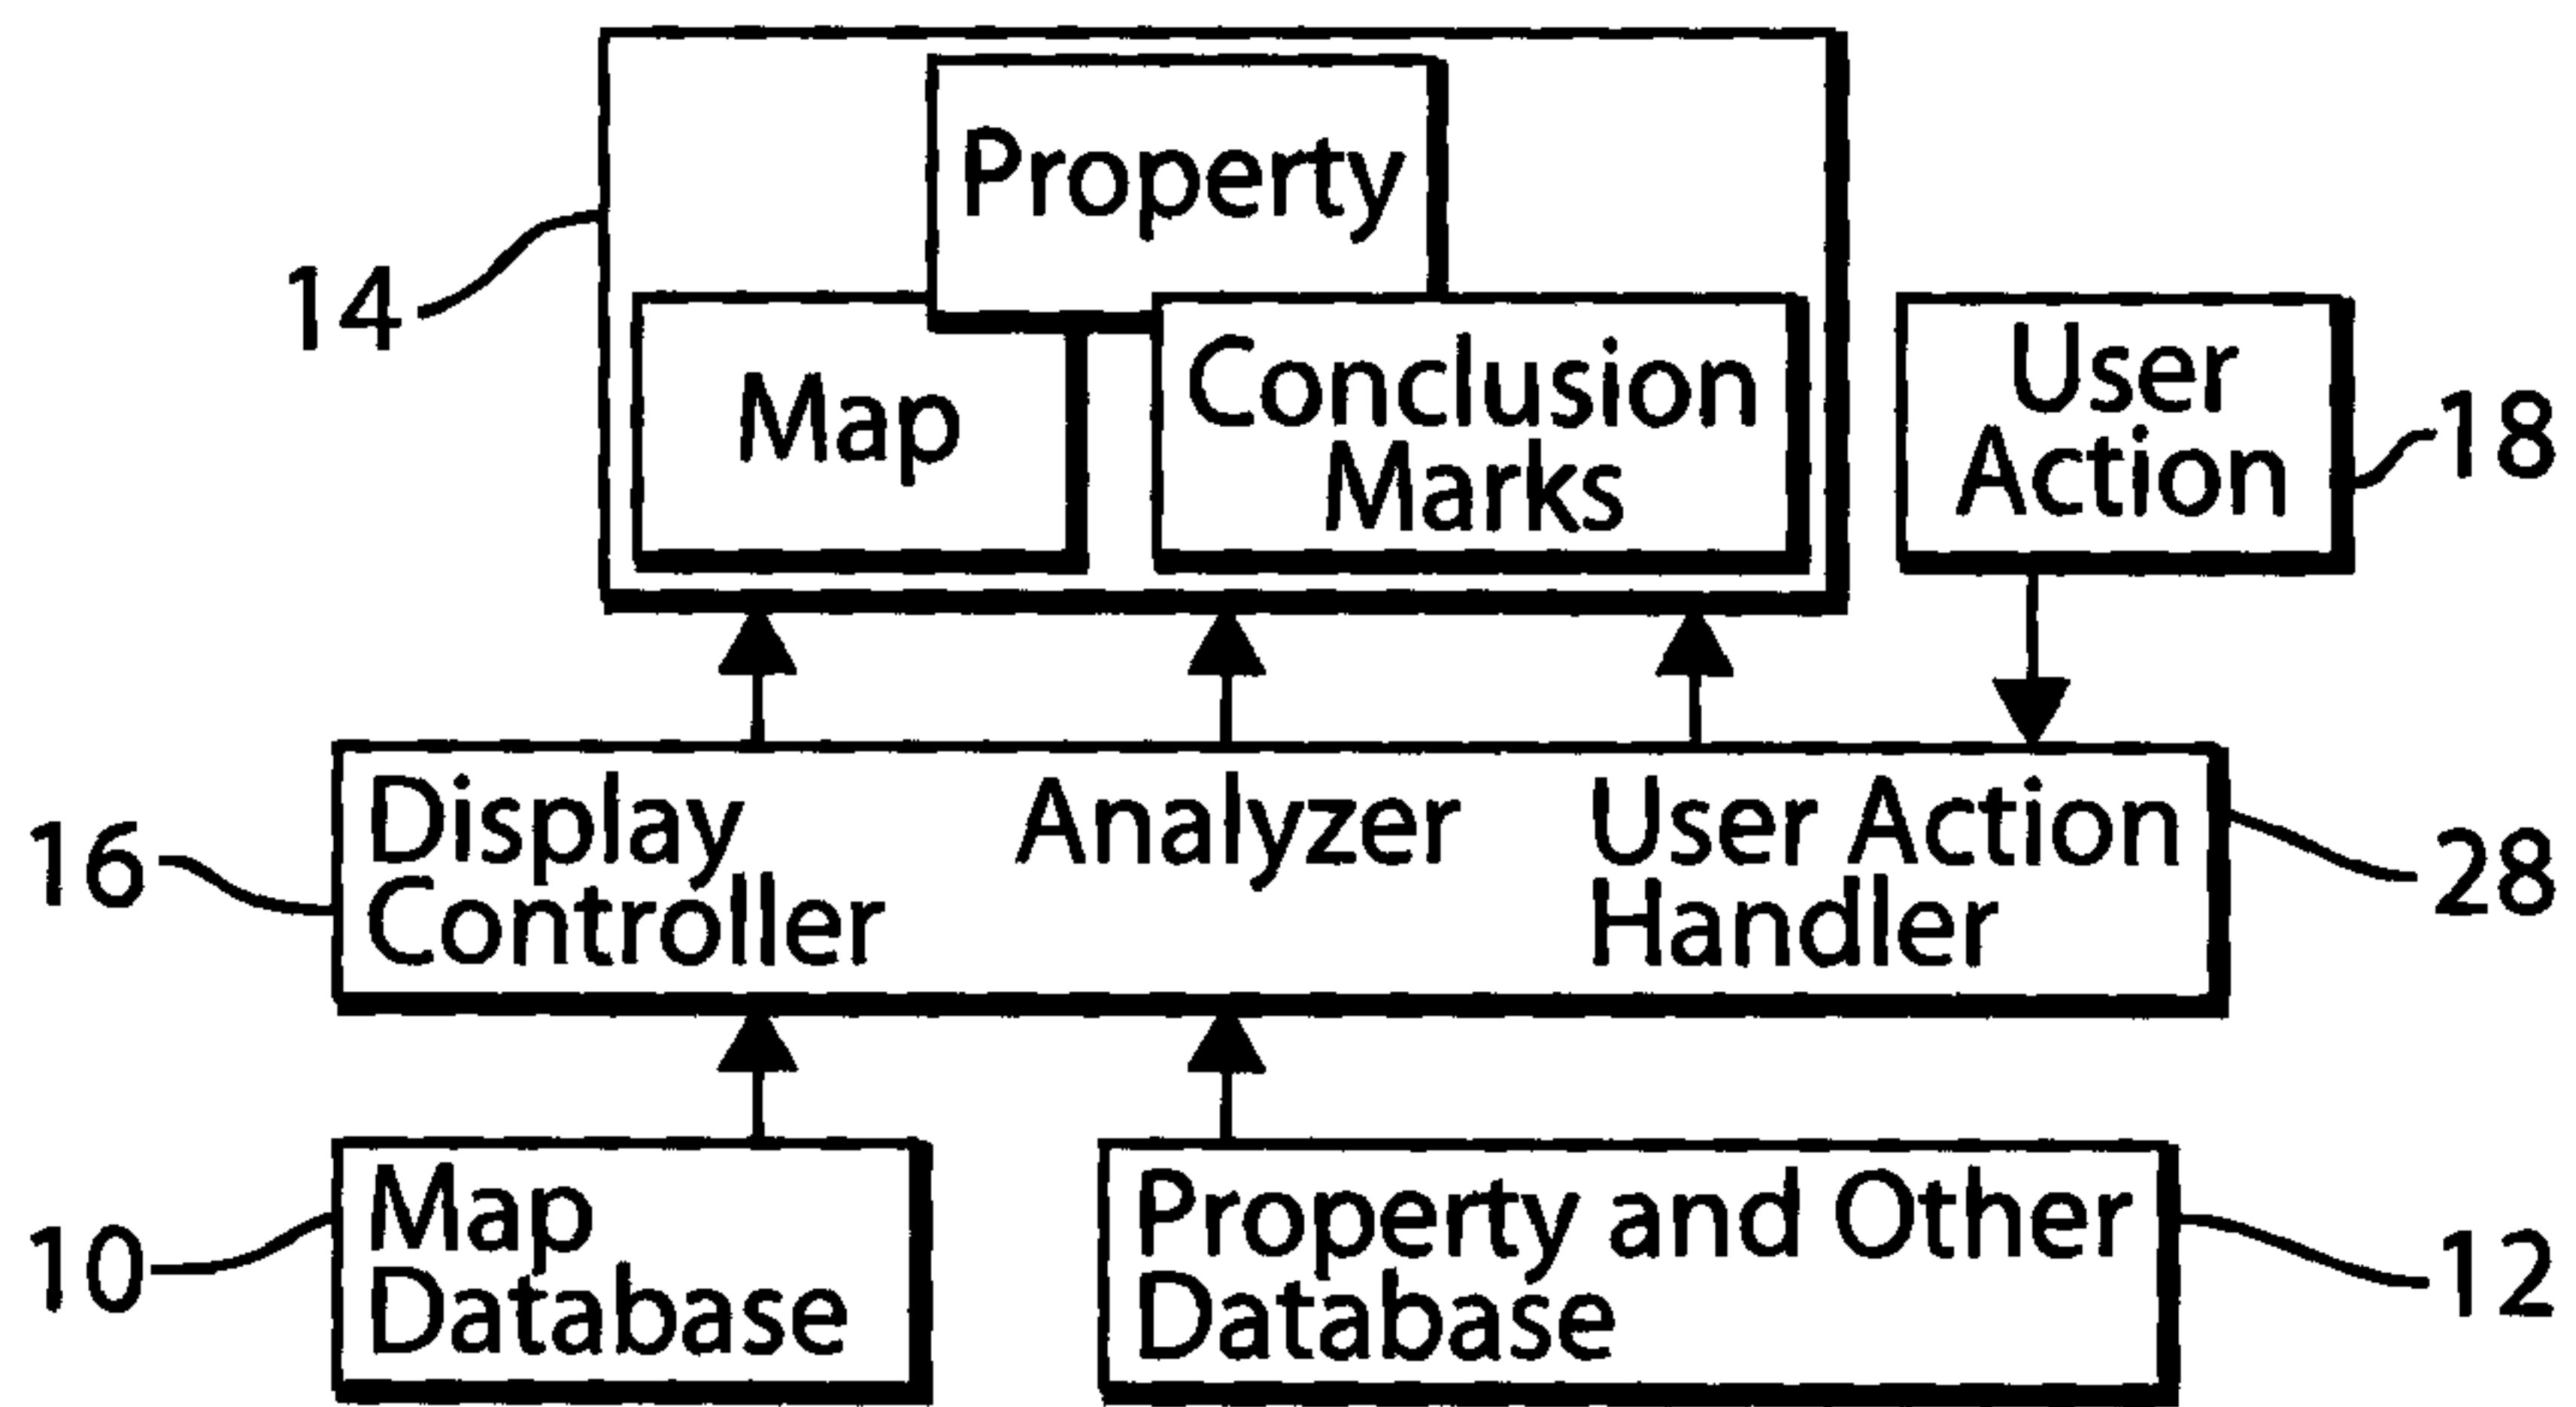 Property
14
Map
Conclusion
Marks
User
Action
18
Display
Controller
Analyzer
User Action
Handler
16
28
Map
Database
10
Property and Other
Database
12